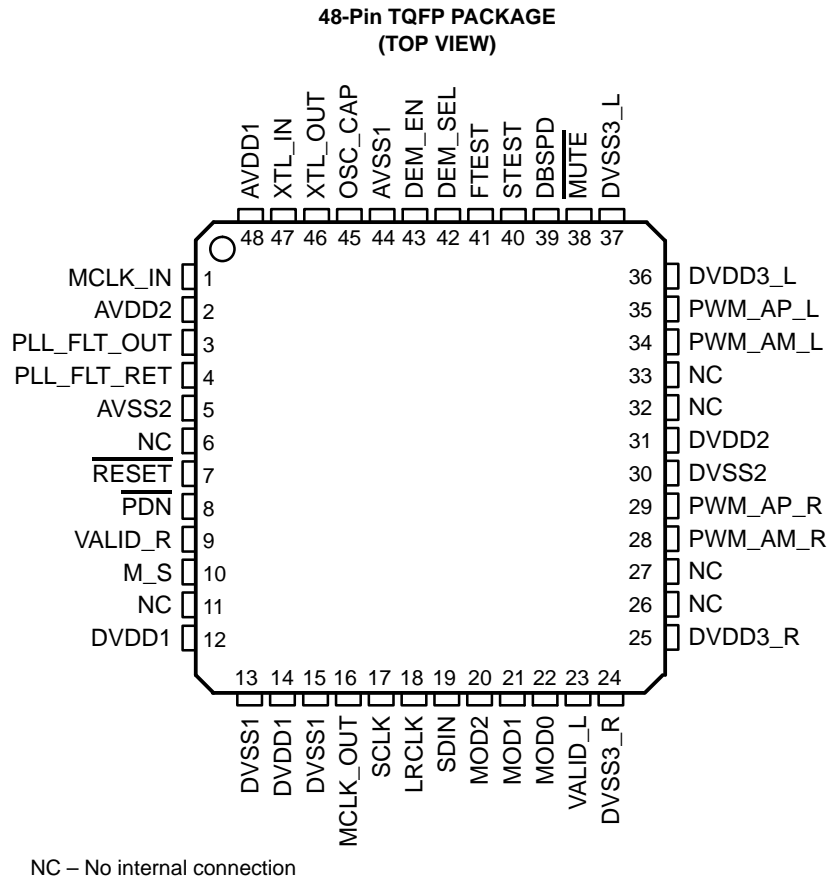 48-Pin TQFP PACKAGE
(TOP VIEW)
AVDD1
XTL_IN
XTL_OUT
OSC_CAP
AVSS1
DEM_EN
DEM_SEL
FTEST
STEST
DBSPD
MUTE
DVSS3_L
48 47 46 45 44 43 42 41 40 39 38 37
MCLK_IN 1
AVDD2 2
PLL_FLT_OUT 3
PLL_FLT_RET 4
AVSS2 5
NC 6
RESET 7
PDN 8
VALID_R 9
M_S 10
NC 11
DVDD1 12
36 DVDD3_L
35 PWM_AP_L
34 PWM_AM_L
33 NC
32 NC
31 DVDD2
30 DVSS2
29 PWM_AP_R
28 PWM_AM_R
27 NC
26 NC
25 DVDD3_R
13 14 15 16 17 18 19 20 21 22 23 24
DVSS1
DVDD1
DVSS1
MCLK_OUT
SCLK
LRCLK
SDIN
MOD2
MOD1
MOD0
VALID_L
DVSS3_R
NC – No internal connection